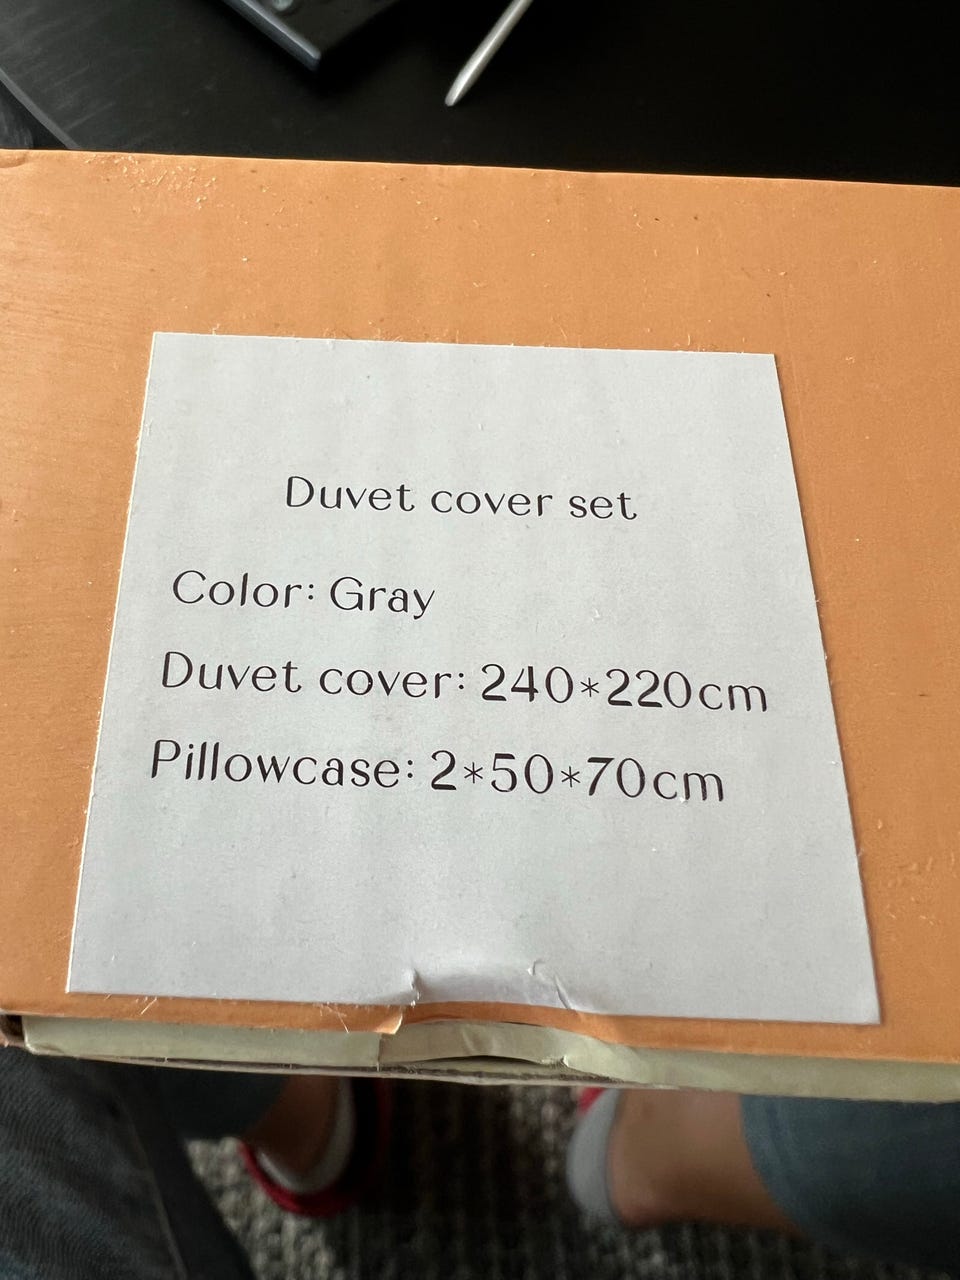 Duvet cover set
Color: Gray
Duvet cover: 240*220cm
Pillowcase: 2*50*70cm